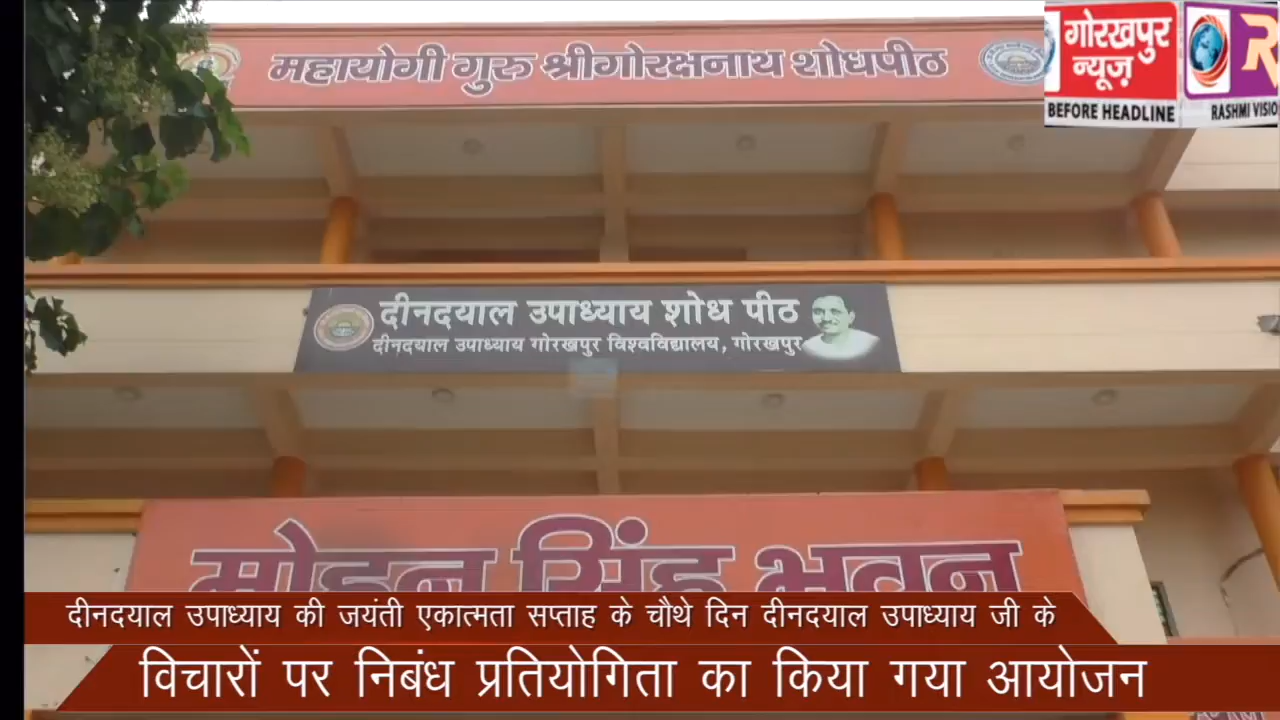 महायोगी गुरु श्रीगोरक्षनाथ शोधपीठ
गोरखपुर
न्यूज़
BEFORE HEADLINE
R
RASHMI VISIO
दीनदयाल उपाध्याय शोध पीठ
दीनदयाल उपाध्याय गोरखपुर विश्वविद्यालय, गोरखपुर
मोहन सिंह भवन
दीनदयाल उपाध्याय की जयंती एकात्मता सप्ताह के चौथे दिन दीनदयाल उपाध्याय जी के
विचारों पर निबंध प्रतियोगिता का किया गया आयोजन